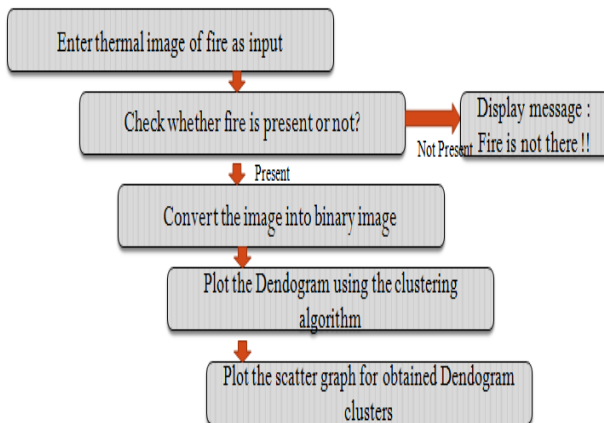 Enter thermal image of fire as input
Check whether fire is present or not?
Display message :
Fire is not there !!
Not Present
Present
Convert the image into binary image
Plot the Dendogram using the clustering
algorithm
Plot the scatter graph for obtained Dendogram
clusters